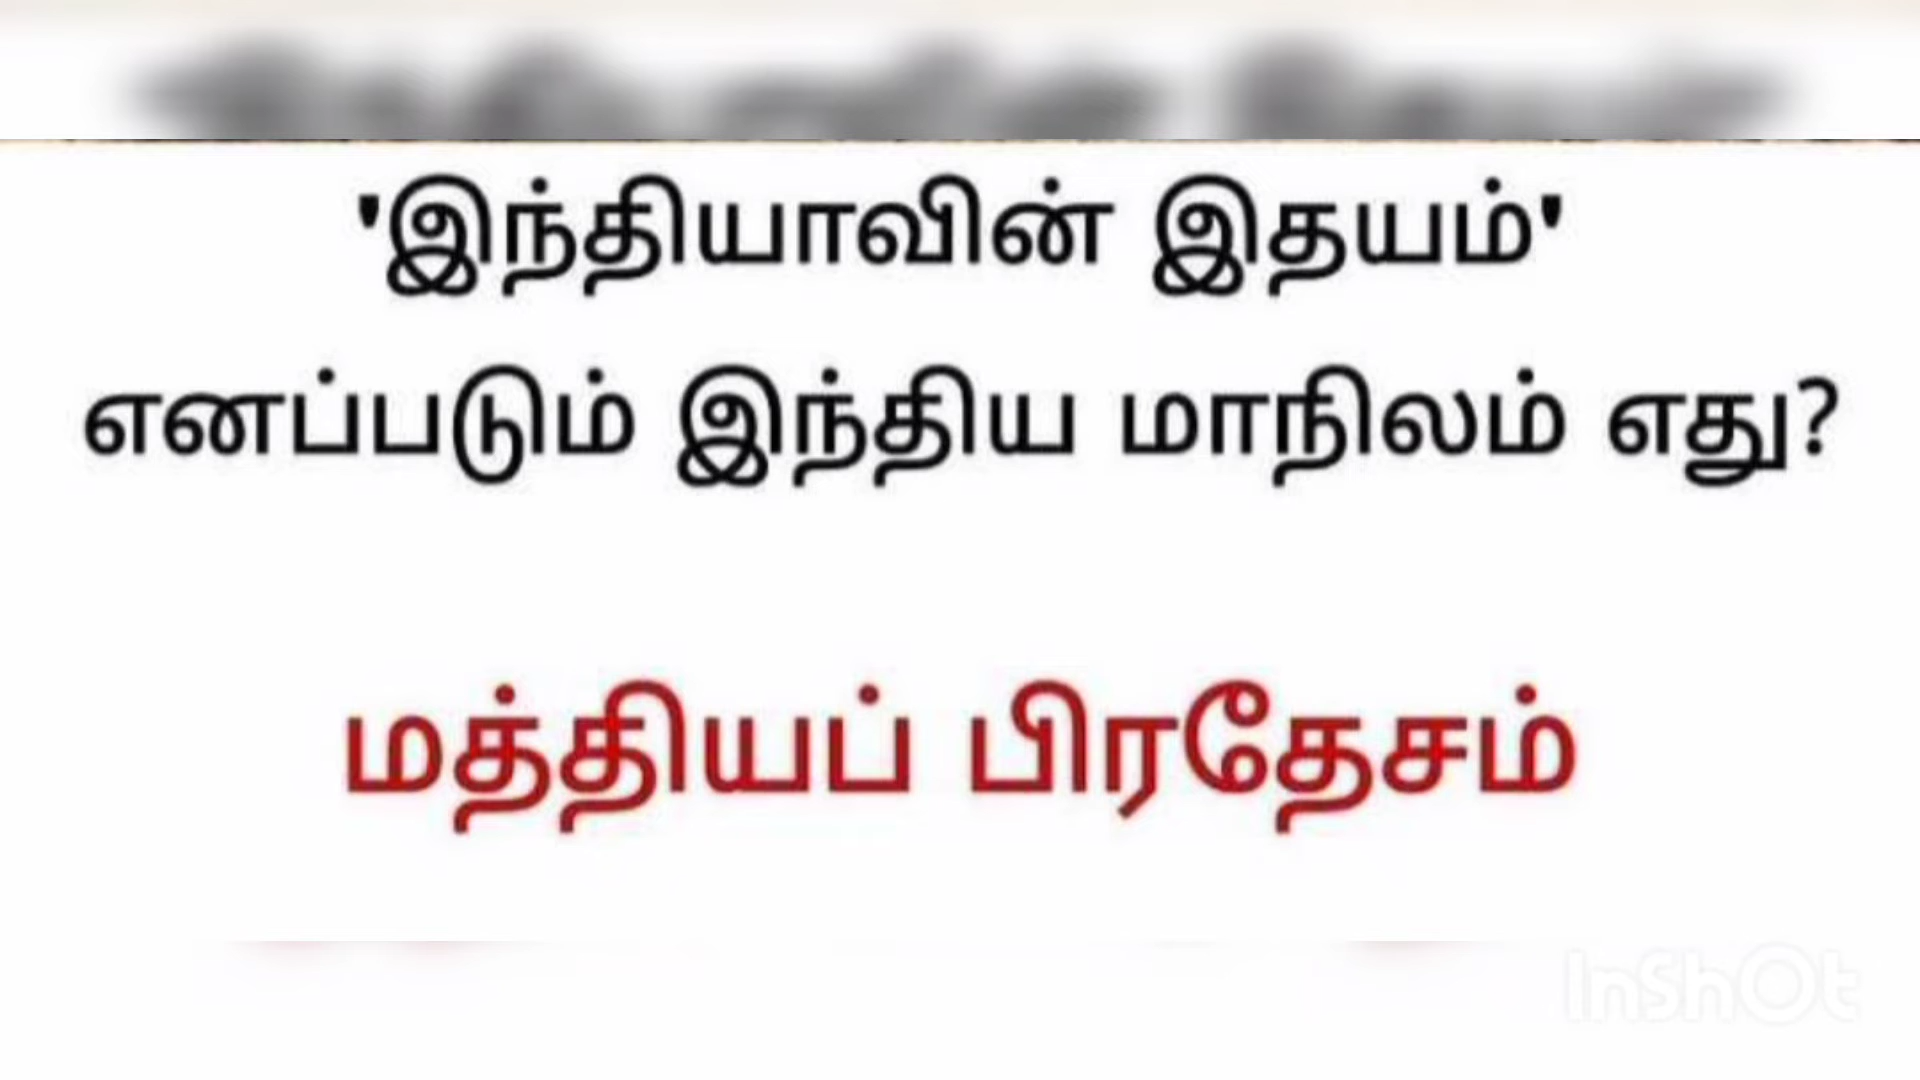 'இந்தியாவின் இதயம்'
எனப்படும் இந்திய மாநிலம் எது?
மத்தியப் பிரதேசம்
InShOt